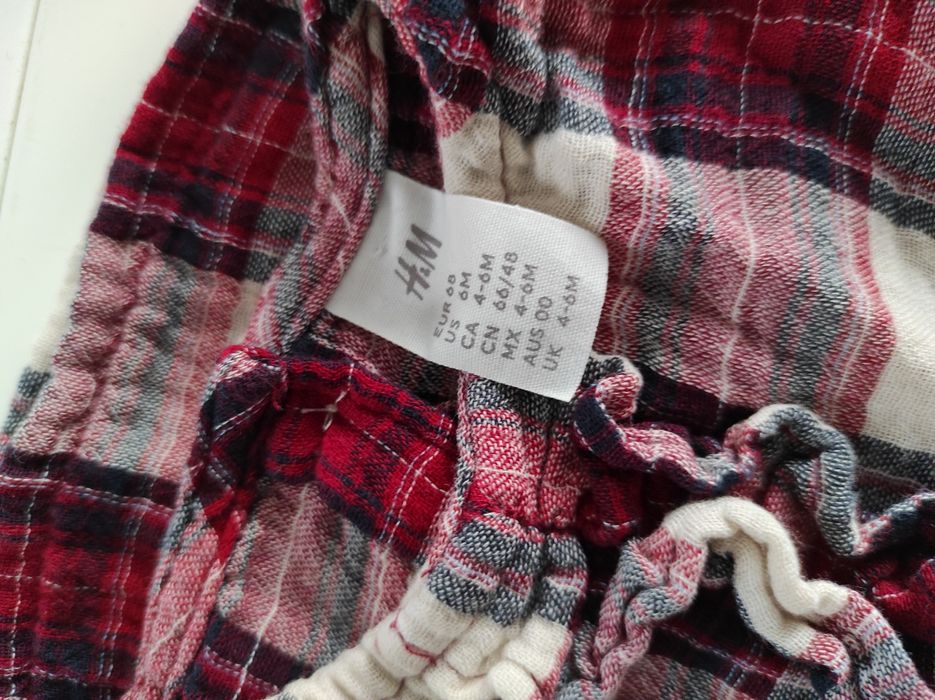 H&M
EUR 68
US 6M
CA 4-6M
CN 66/48
MX 4-6M
AUS 00
UK 4-6M